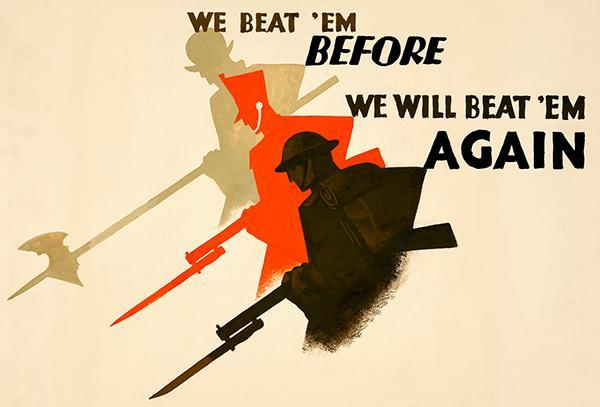 WE BEAT 'EM
BEFORE
WE WILL BEAT 'EM
AGAIN